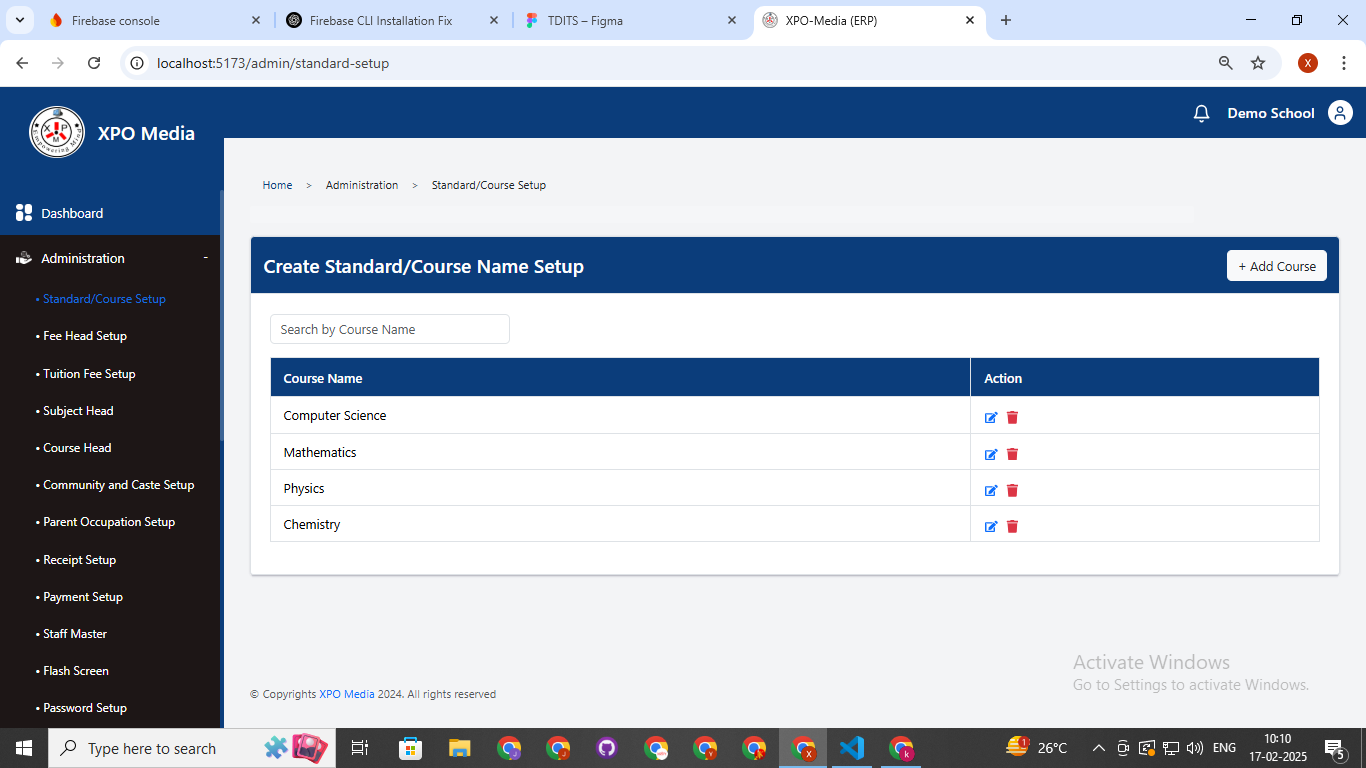 Firebase console
Firebase CLI Installation Fix
TDITS – Figma
XPO-Media (ERP)
localhost:5173/admin/standard-setup
X
XPO Media
Demo School
Home > Administration > Standard/Course Setup
Dashboard
Administration -
• Standard/Course Setup
• Fee Head Setup
• Tuition Fee Setup
• Subject Head
• Course Head
• Community and Caste Setup
• Parent Occupation Setup
• Receipt Setup
• Payment Setup
• Staff Master
• Flash Screen
• Password Setup
Create Standard/Course Name Setup
+ Add Course
Search by Course Name
Course Name Action
Computer Science
Mathematics
Physics
Chemistry
© Copyrights XPO Media 2024. All rights reserved
Activate Windows
Go to Settings to activate Windows.
Type here to search
26°C
ENG
10:10
17-02-2025
5